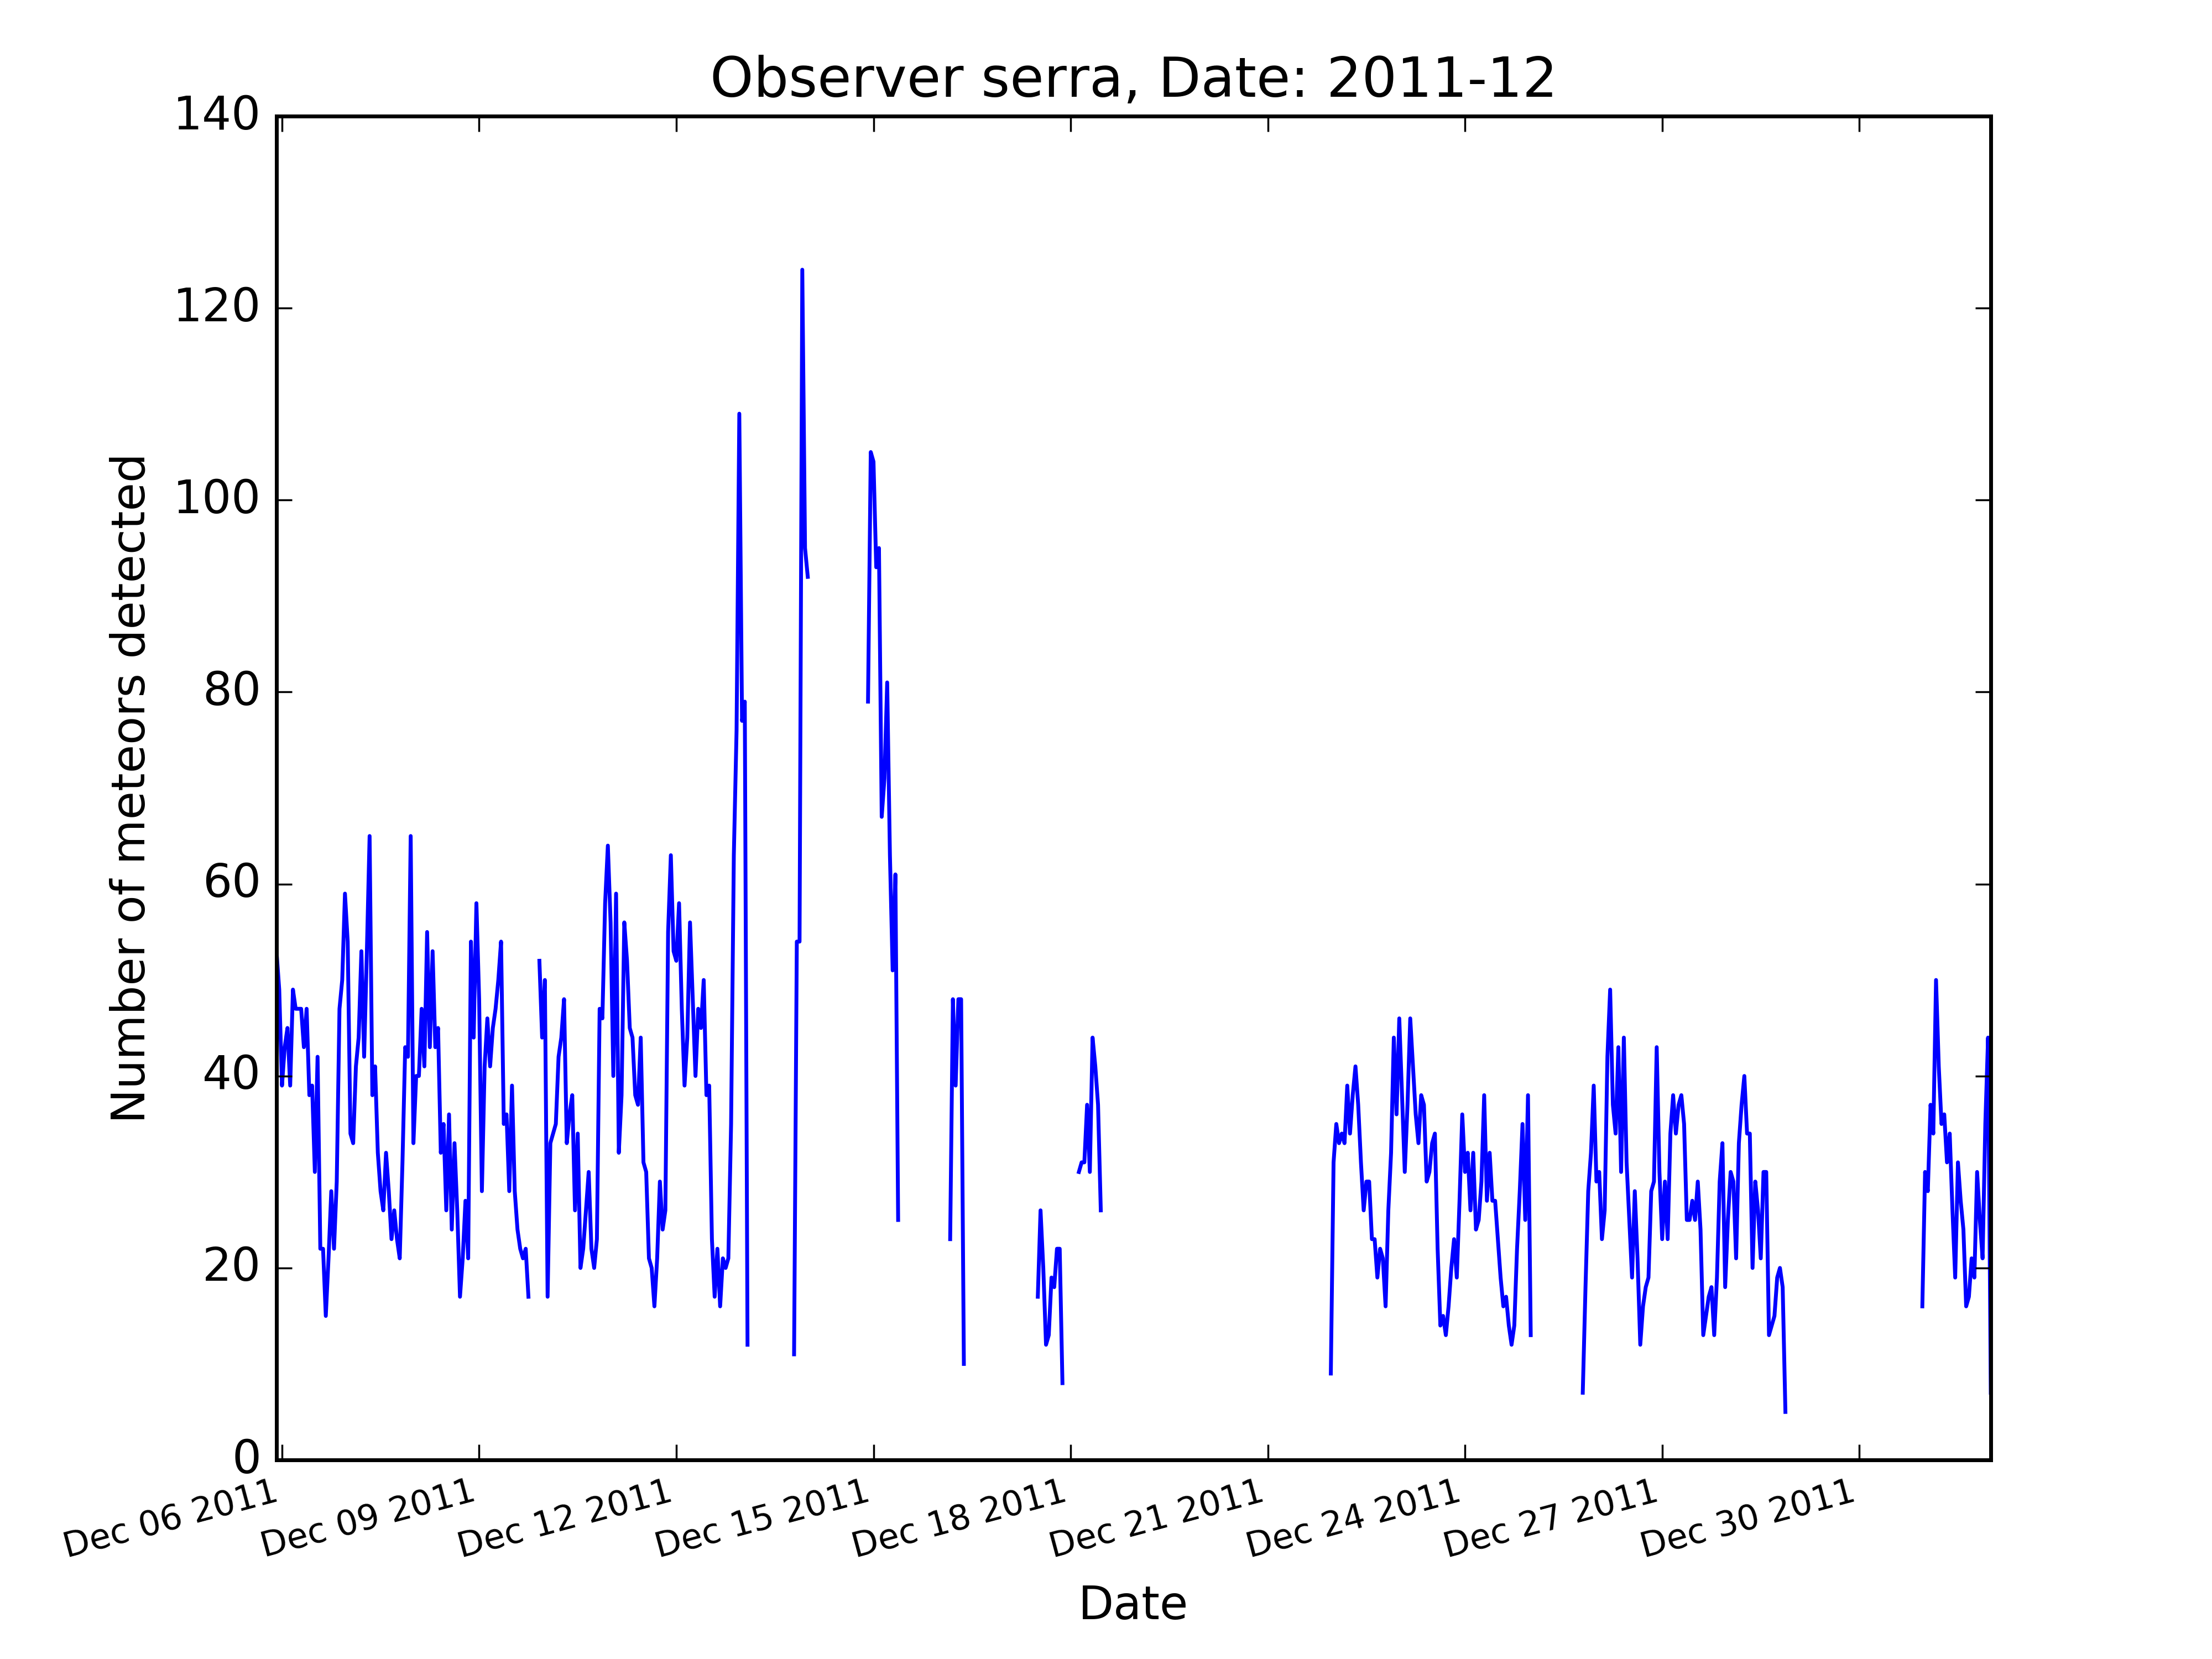 Observer serra, Date: 2011-12
Number of meteors detected
140
120
100
80
60
40
20
0
Dec 06 2011
Dec 09 2011
Dec 12 2011
Dec 15 2011
Dec 18 2011
Dec 21 2011
Dec 24 2011
Dec 27 2011
Dec 30 2011
Date